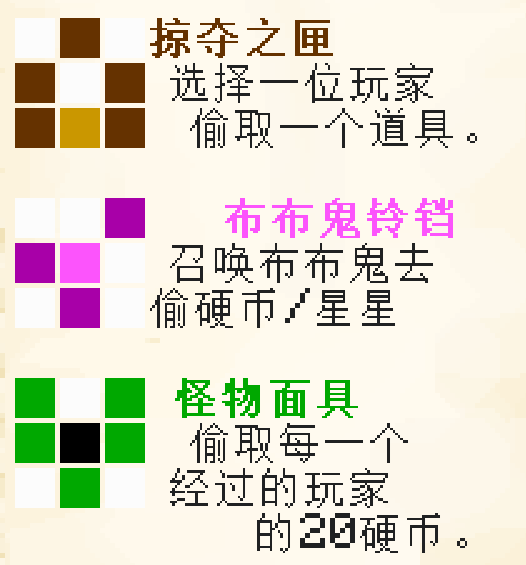 掠夺之匣
选择一位玩家
偷取一个道具。
布布鬼铃铛
召唤布布鬼去
偷硬币/星星
怪物面具
偷取每一个
经过的玩家
的20硬币。